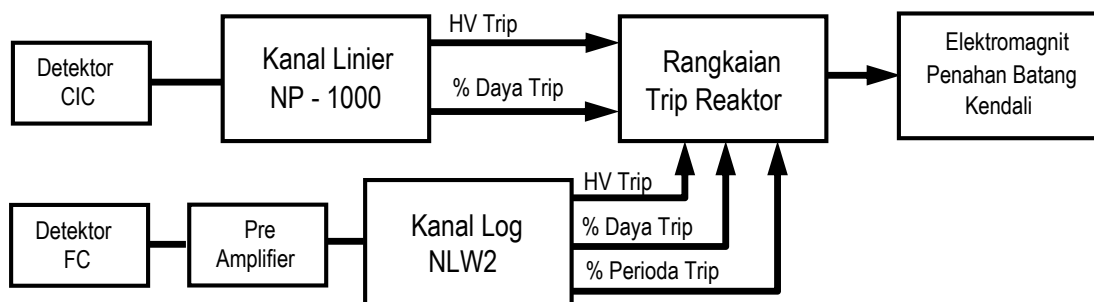 HV Trip
Detektor
CIC
Kanal Linier
NP - 1000
% Daya Trip
Rangkaian
Trip Reaktor
Elektromagnit
Penahan Batang
Kendali
Detektor
FC
Pre
Amplifier
Kanal Log
NLW2
HV Trip
% Daya Trip
% Perioda Trip